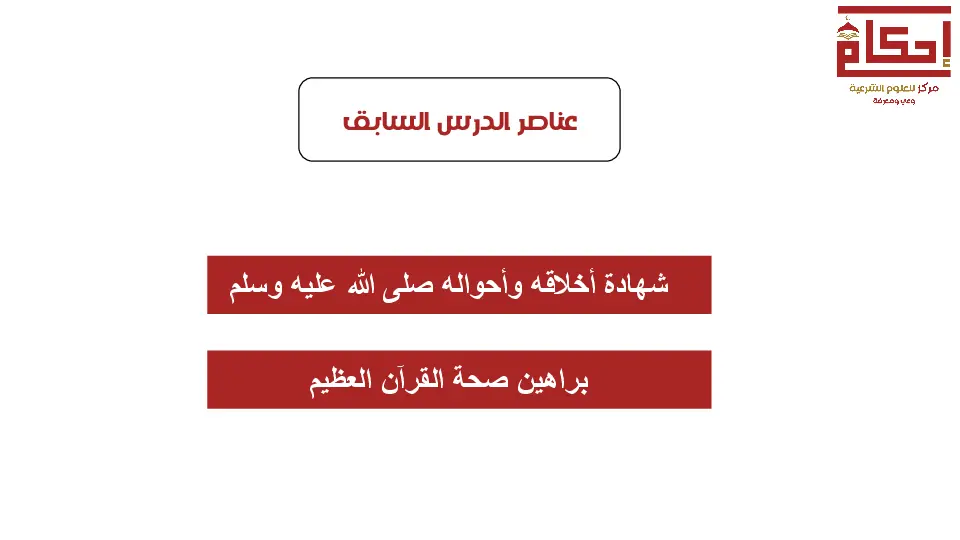 إحكام
مركز للعلوم الشرعية
وعي ومعرفة
عناصر الدرس السابق
شهادة أخلاقه وأحواله صلى الله عليه وسلم
براهين صحة القرآن العظيم